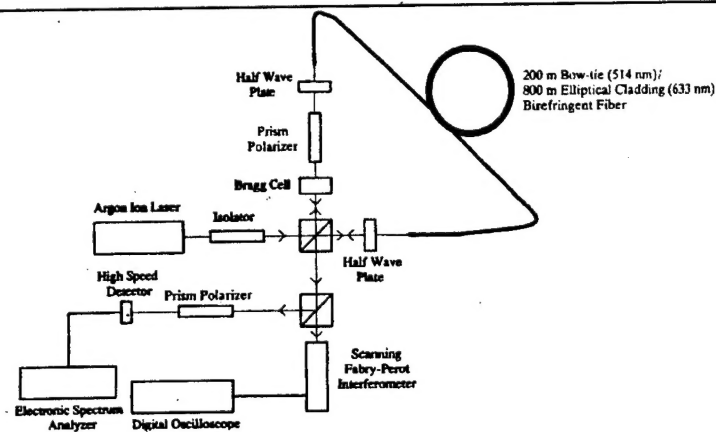 Half Wave
Plate
200 m Bow-tie (514 nm)/
800 m Elliptical Cladding (633 nm)
Birefringent Fiber
Prism
Polarizer
Bragg Cell
Argon Ion Laser
Isolator
Half Wave
Plate
High Speed
Detector
Prism Polarizer
Scanning
Fabry-Perot
Interferometer
Electronic Spectrum
Analyzer
Digital Oscilloscope